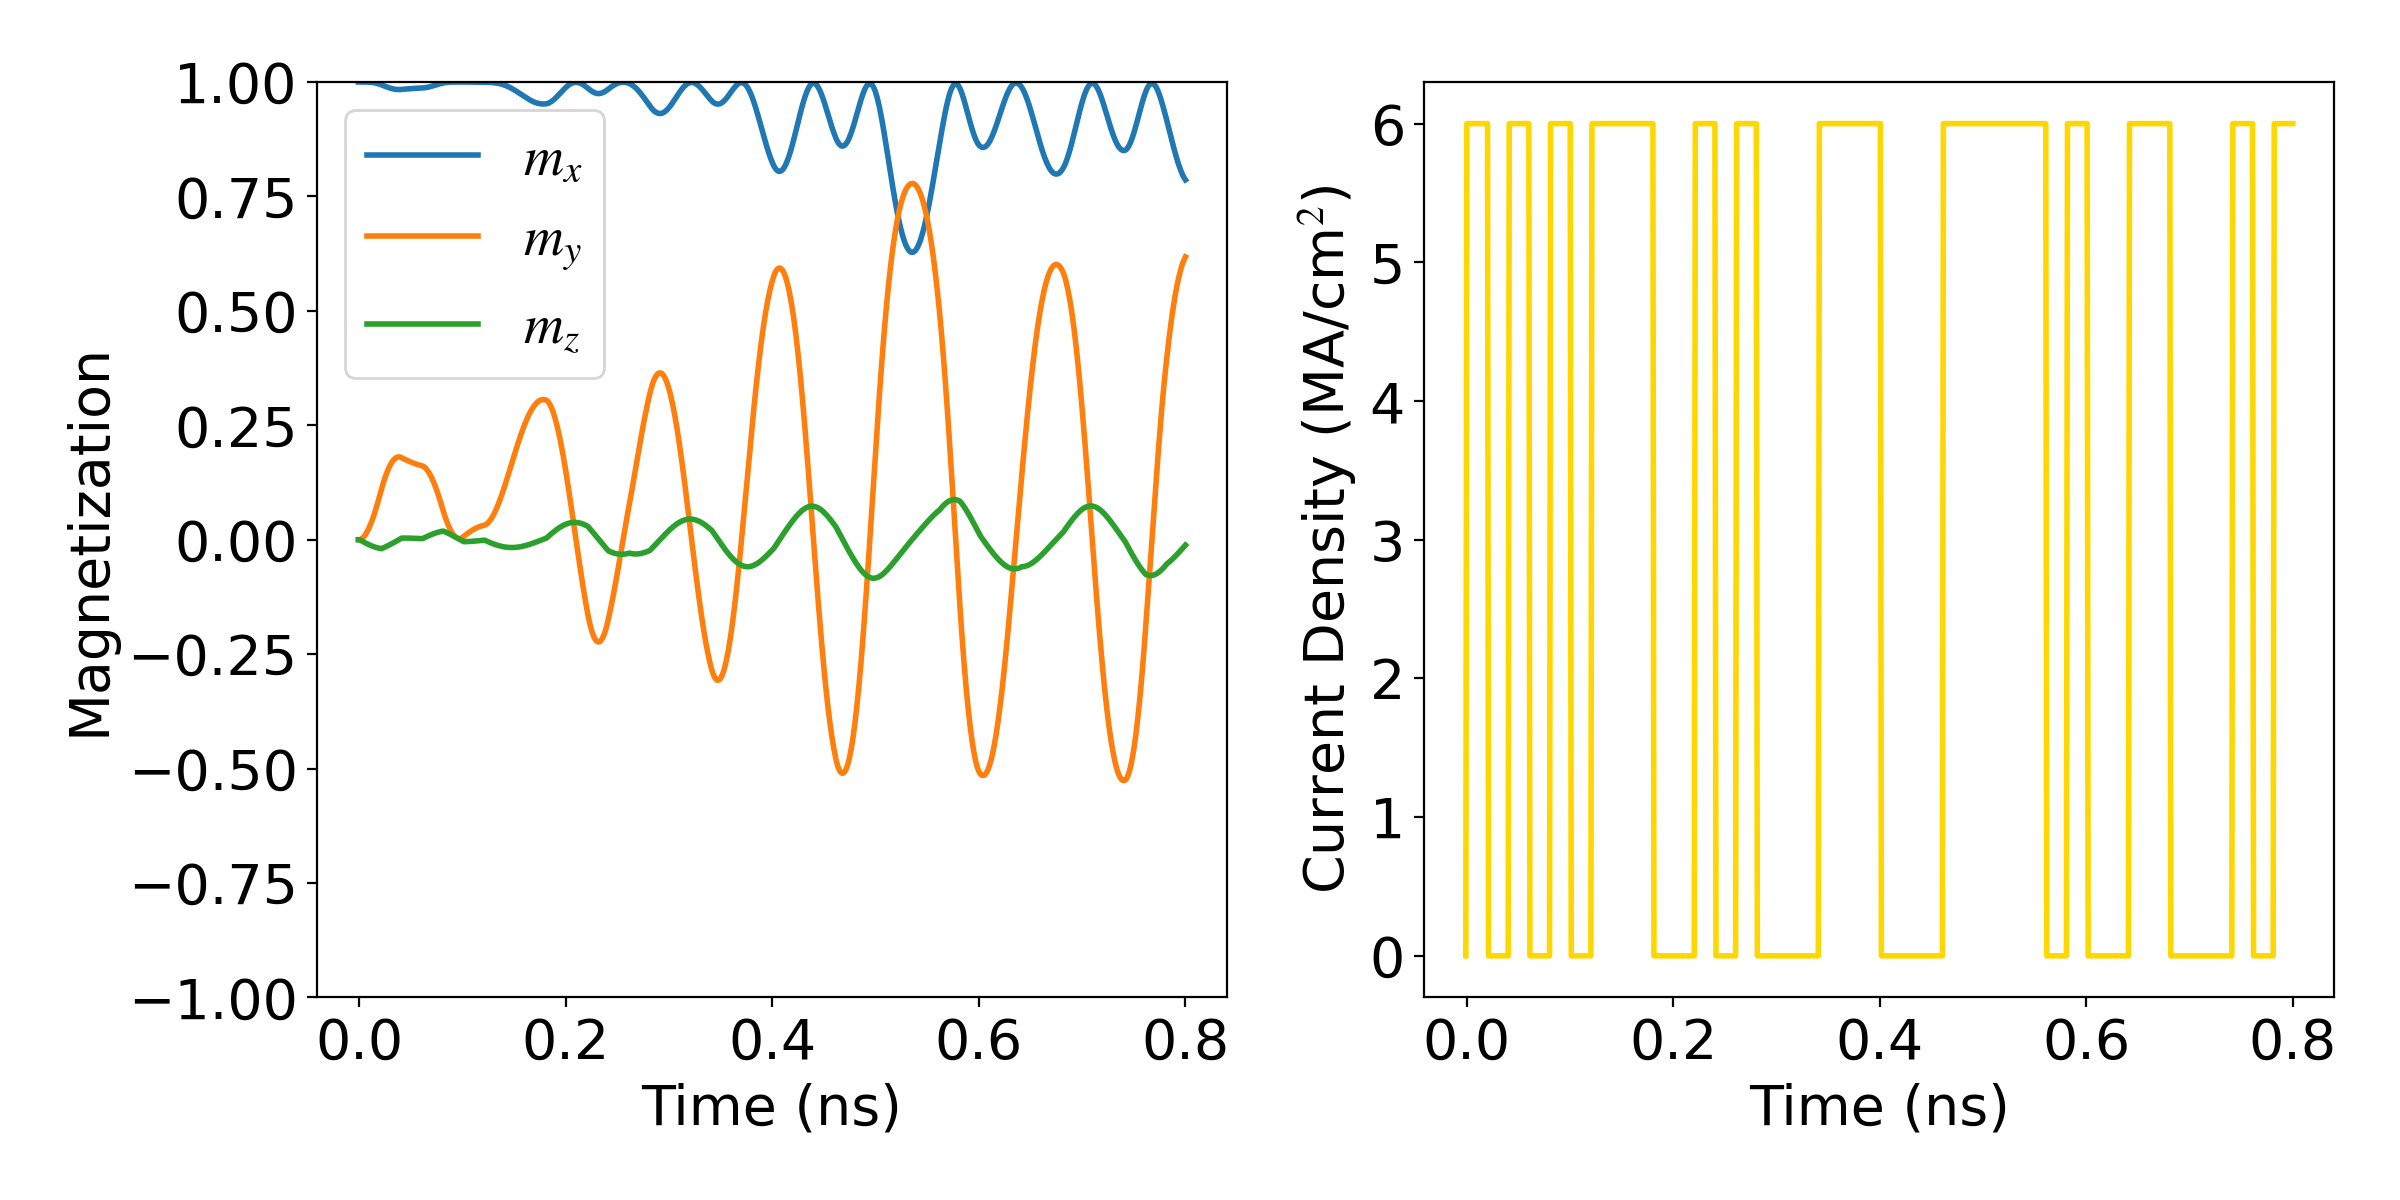 1.00
0.75
0.50
0.25
0.00
−0.25
−0.50
−0.75
−1.00
Magnetization
m_x
m_y
m_z
0.0 0.2 0.4 0.6 0.8
Time (ns)
6
5
4
3
2
1
0
Current Density (MA/cm²)
0.0 0.2 0.4 0.6 0.8
Time (ns)